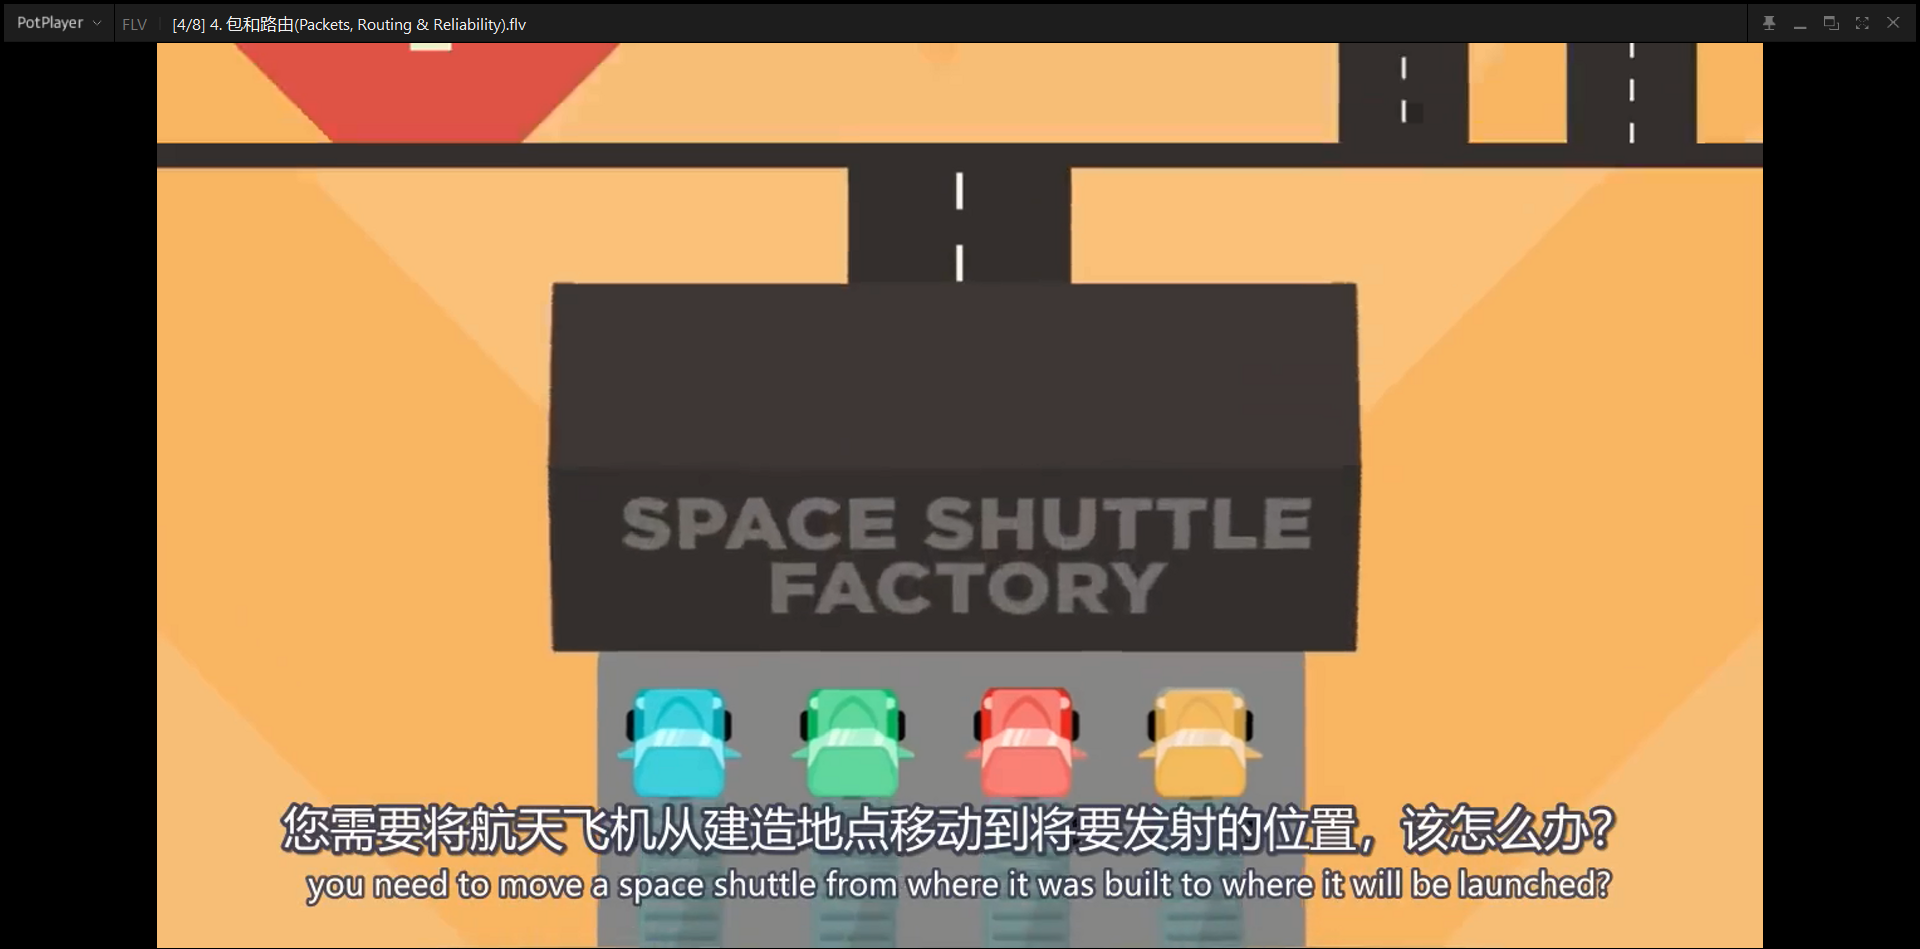 PotPlayer FLV [4/8] 4. 包和路由(Packets, Routing & Reliability).flv
SPACE SHUTTLE
FACTORY
您需要将航天飞机从建造地点移动到将要发射的位置，该怎么办？
you need to move a space shuttle from where it was built to where it will be launched?